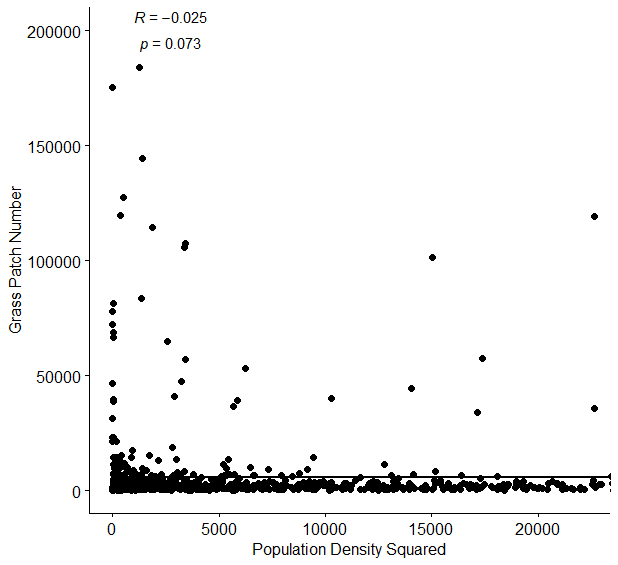 R = −0.025
p = 0.073
200000
150000
100000
50000
0
Grass Patch Number
0 5000 10000 15000 20000
Population Density Squared